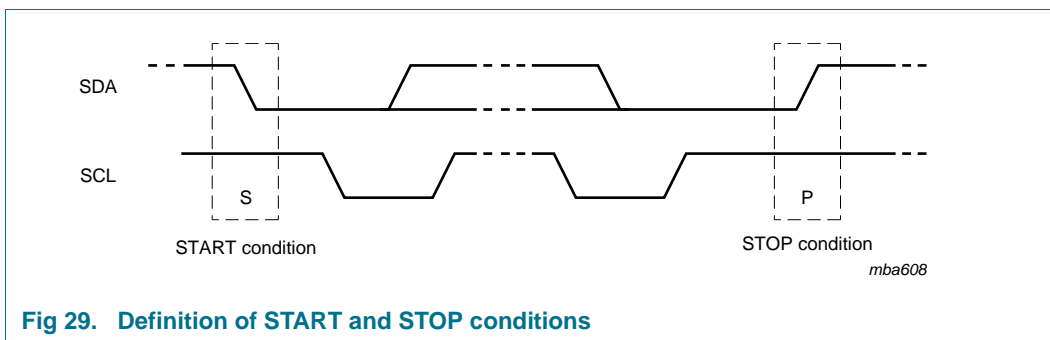 SDA
SCL
S
P
START condition
STOP condition
mba608
Fig 29. Definition of START and STOP conditions